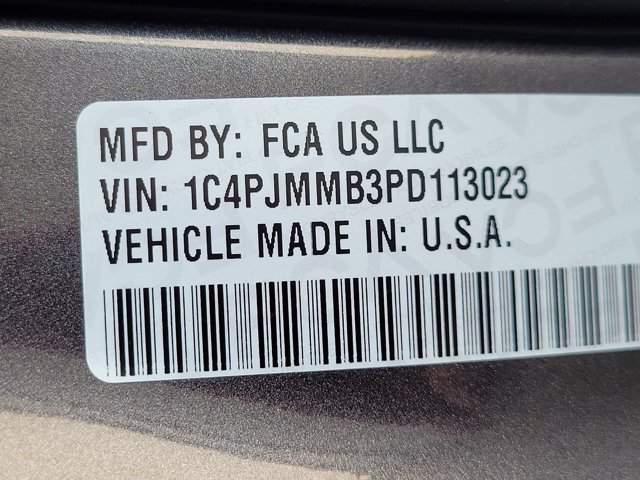 MFD BY: FCA US LLC
VIN: 1C4PJMMB3PD113023
VEHICLE MADE IN: U.S.A.